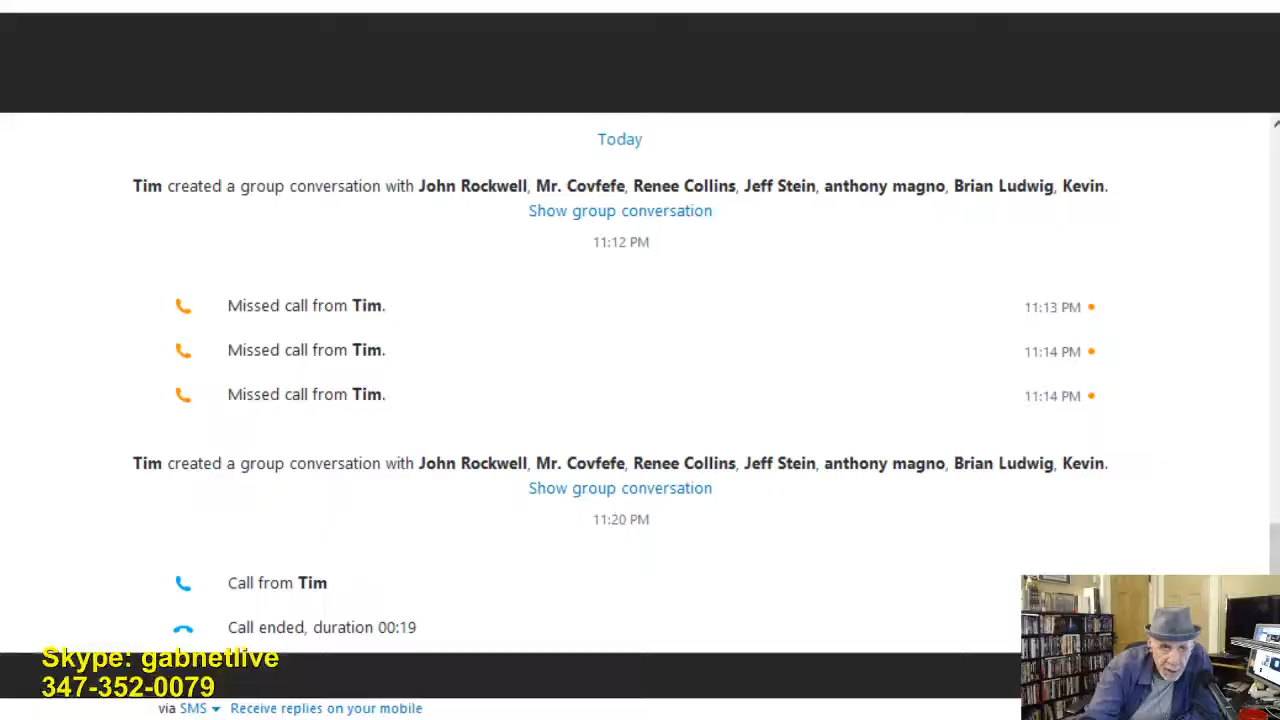 Today
Tim created a group conversation with John Rockwell, Mr. Covfefe, Renee Collins, Jeff Stein, anthony magno, Brian Ludwig, Kevin.
Show group conversation
11:12 PM
Missed call from Tim. 11:13 PM
Missed call from Tim. 11:14 PM
Missed call from Tim. 11:14 PM
Tim created a group conversation with John Rockwell, Mr. Covfefe, Renee Collins, Jeff Stein, anthony magno, Brian Ludwig, Kevin.
Show group conversation
11:20 PM
Call from Tim
Call ended, duration 00:19
Skype: gabnetlive
347-352-0079
via SMS Receive replies on your mobile